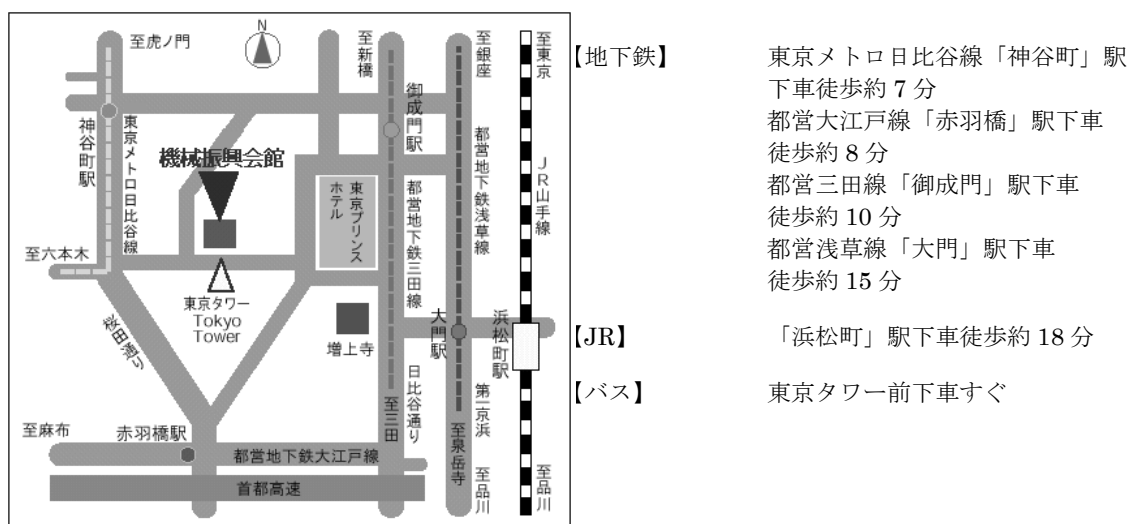 至虎ノ門
N
至新橋
至銀座
至東京
御成門駅
神谷町駅
東京メトロ日比谷線
機械振興会館
東京プリンス
ホテル
都営地下鉄三田線
都営地下鉄浅草線
JR山手線
至六本木
東京タワー
Tokyo
Tower
桜田通り
増上寺
大門駅
浜松町駅
日比谷通り
至三田
第一京浜
至泉岳寺
至麻布
赤羽橋駅
都営地下鉄大江戸線
首都高速
至品川
至品川
【地下鉄】 東京メトロ日比谷線「神谷町」駅
下車徒歩約 7 分
都営大江戸線「赤羽橋」駅下車
徒歩約 8 分
都営三田線「御成門」駅下車
徒歩約 10 分
都営浅草線「大門」駅下車
徒歩約 15 分
【JR】 「浜松町」駅下車徒歩約 18 分
【バス】 東京タワー前下車すぐ